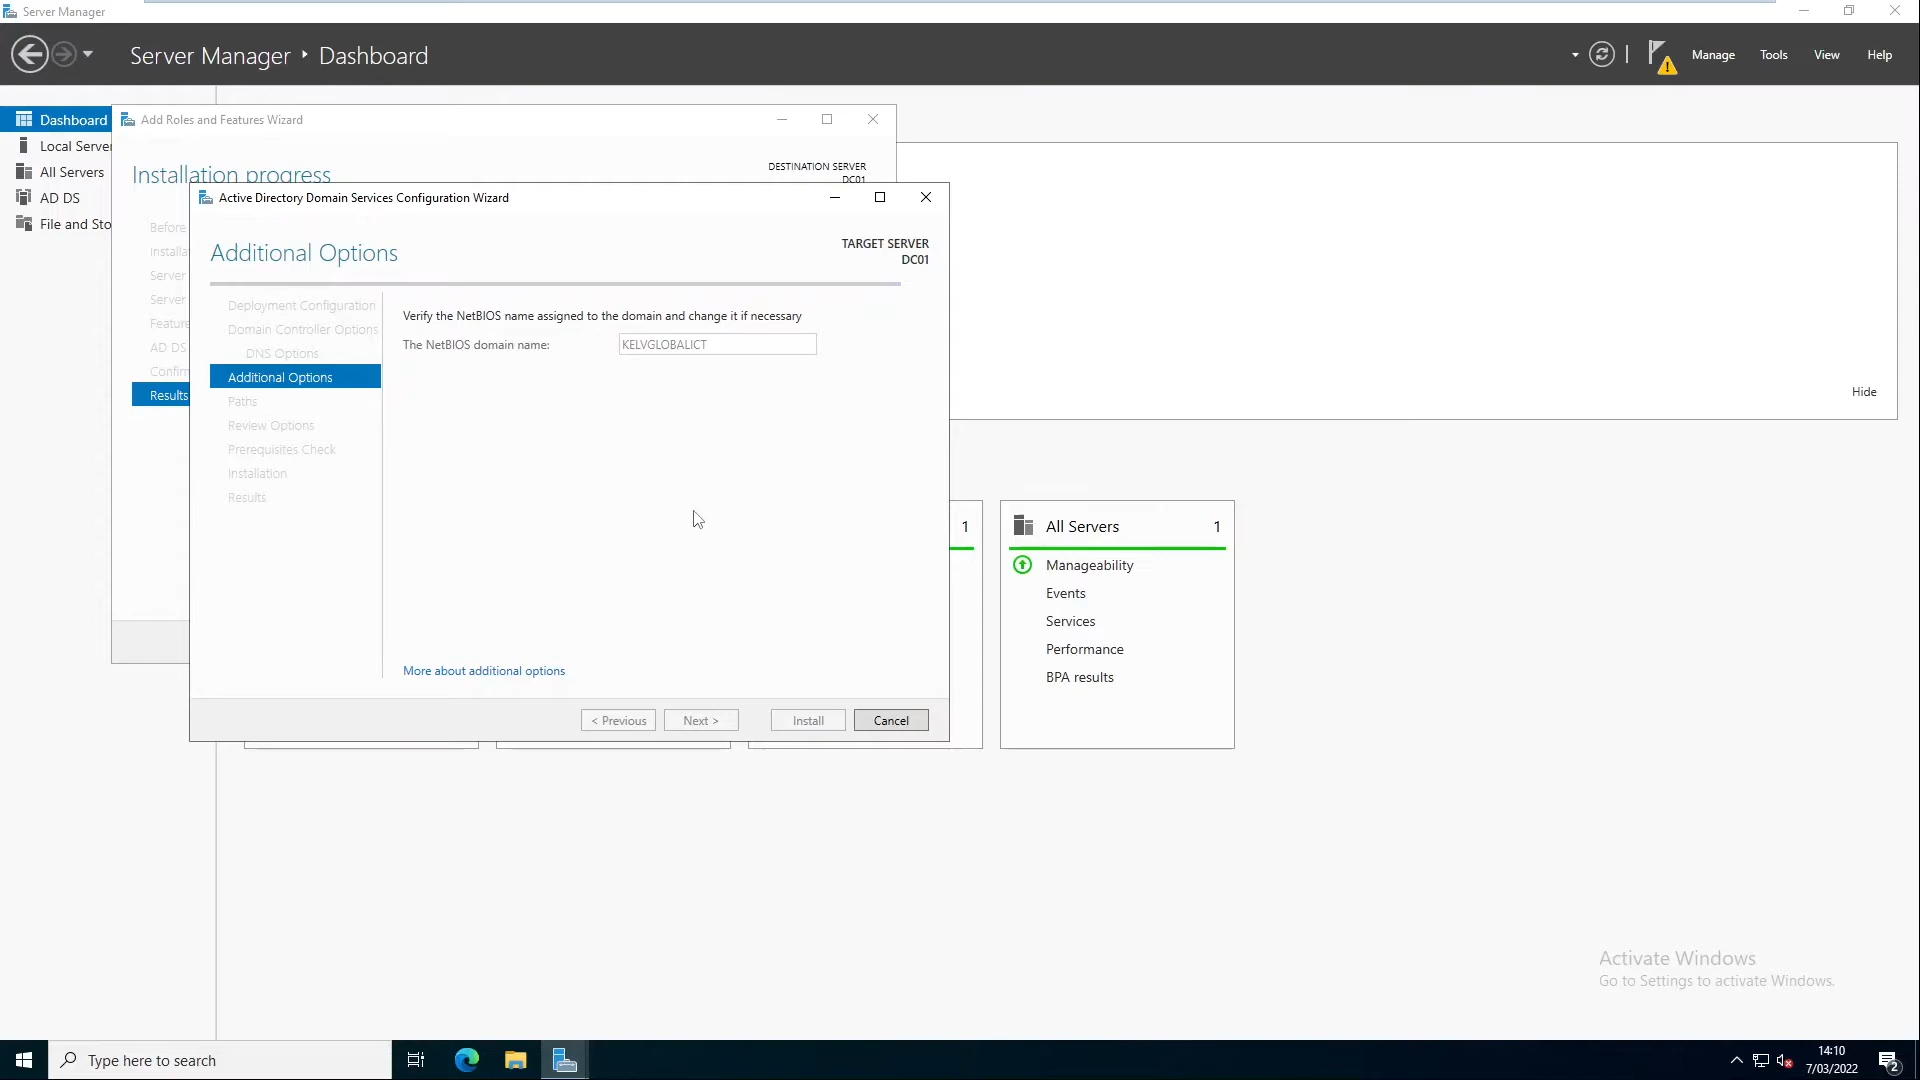 Server Manager
Server Manager ‣ Dashboard
Manage
Tools
View
Help
Dashboard
Local Server
All Servers
AD DS
File and Sto
Add Roles and Features Wizard
Installation progress
DESTINATION SERVER
DC01
Before
Installa
Server
Server
Feature
AD DS
Confirm
Results
Active Directory Domain Services Configuration Wizard
Additional Options
TARGET SERVER
DC01
Deployment Configuration
Domain Controller Options
DNS Options
Additional Options
Paths
Review Options
Prerequisites Check
Installation
Results
Verify the NetBIOS name assigned to the domain and change it if necessary
The NetBIOS domain name:
KELVGLOBALICT
More about additional options
< Previous
Next >
Install
Cancel
Hide
1
All Servers
1
Manageability
Events
Services
Performance
BPA results
Activate Windows
Go to Settings to activate Windows.
Type here to search
14:10
7/03/2022
2